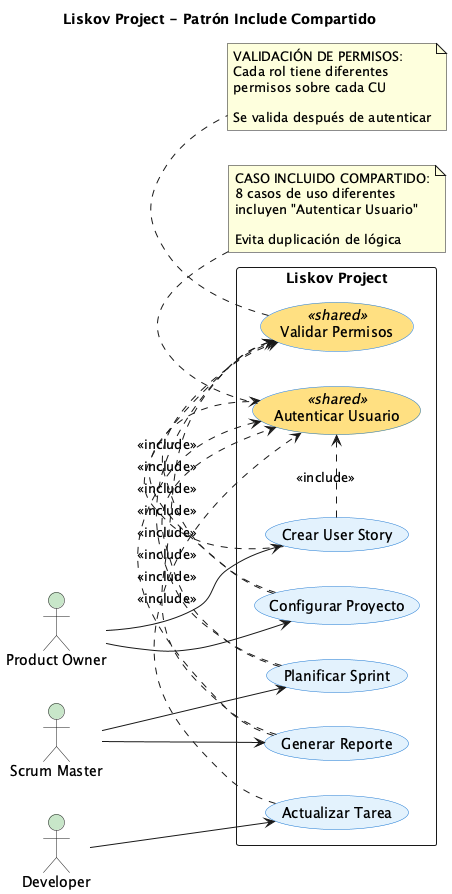 Liskov Project - Patrón Include Compartido
VALIDACIÓN DE PERMISOS:
Cada rol tiene diferentes
permisos sobre cada CU
Se valida después de autenticar
CASO INCLUIDO COMPARTIDO:
8 casos de uso diferentes
incluyen "Autenticar Usuario"
Evita duplicación de lógica
Liskov Project
«shared»
Validar Permisos
«shared»
Autenticar Usuario
«include»
«include»
«include»
«include»
«include»
«include»
«include»
«include»
«include»
Crear User Story
Configurar Proyecto
Planificar Sprint
Generar Reporte
Actualizar Tarea
Product Owner
Scrum Master
Developer